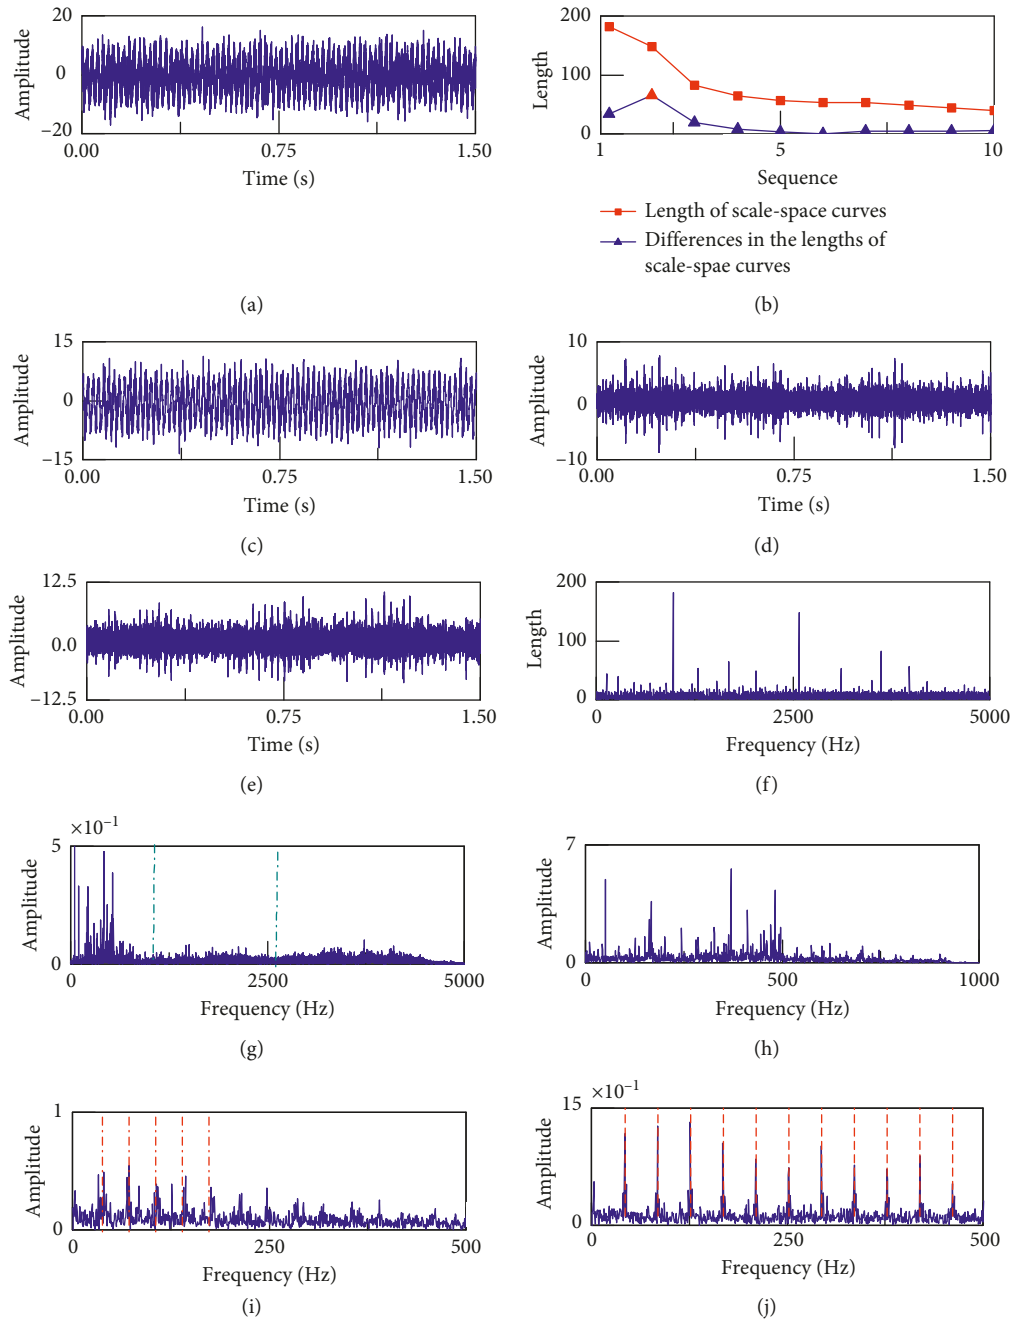 20
0
−20
Amplitude
0.00
0.75
1.50
Time (s)
(a)
200
100
0
Length
1
5
10
Sequence
Length of scale-space curves
Differences in the lengths of
scale-spae curves
(b)
15
0
−15
Amplitude
0.00
0.75
1.50
Time (s)
(c)
10
0
−10
Amplitude
0.00
0.75
1.50
Time (s)
(d)
12.5
0.0
−12.5
Amplitude
0.00
0.75
1.50
Time (s)
(e)
200
100
0
Length
0
2500
5000
Frequency (Hz)
(f)
×10−1
5
0
Amplitude
0
2500
5000
Frequency (Hz)
(g)
7
0
Amplitude
0
500
1000
Frequency (Hz)
(h)
1
0
Amplitude
0
250
500
Frequency (Hz)
(i)
×10−1
15
0
Amplitude
0
250
500
Frequency (Hz)
(j)